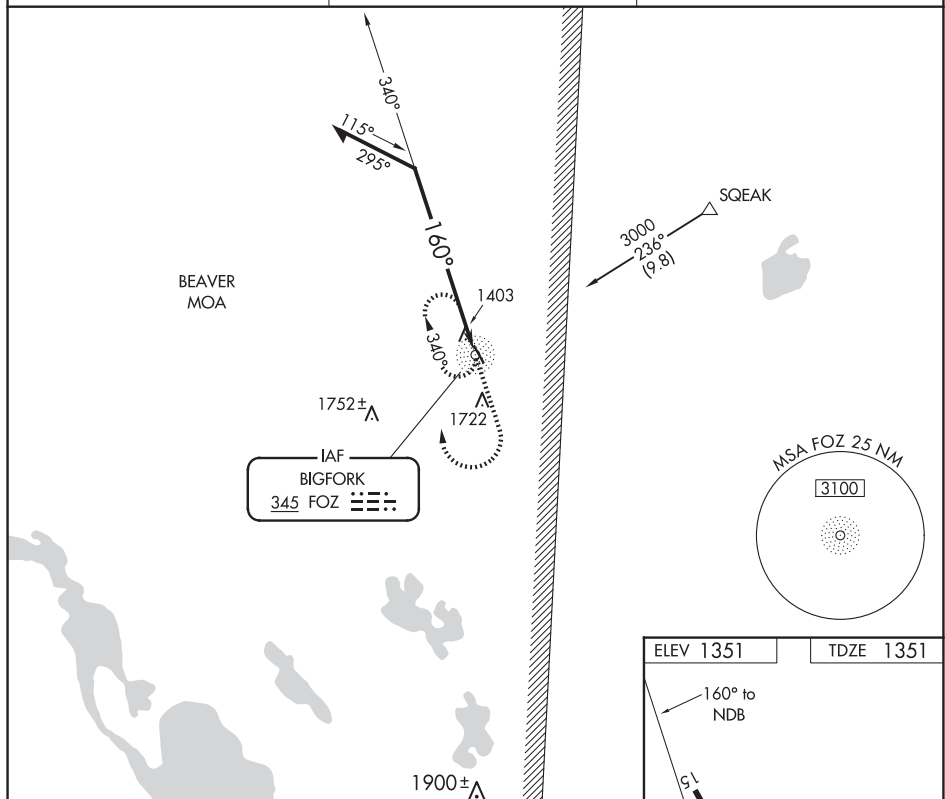 340°
115°
295°
SQEAK
3000
236°
(9.8)
160°
BEAVER
MOA
1403
340°
1752±
1722
IAF
BIGFORK
345 FOZ
MSA FOZ 25 NM
3100
ELEV 1351
TDZE 1351
160° to
NDB
15
1900±